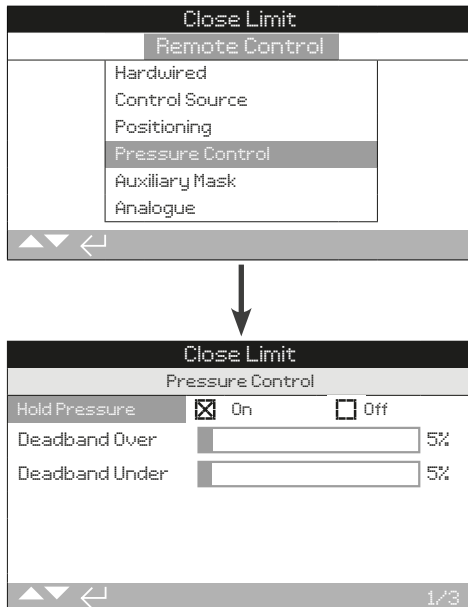 Close Limit
Remote Control
Hardwired
Control Source
Positioning
Pressure Control
Auxiliary Mask
Analogue
Close Limit
Pressure Control
Hold Pressure On Off
Deadband Over 5%
Deadband Under 5%
1/3